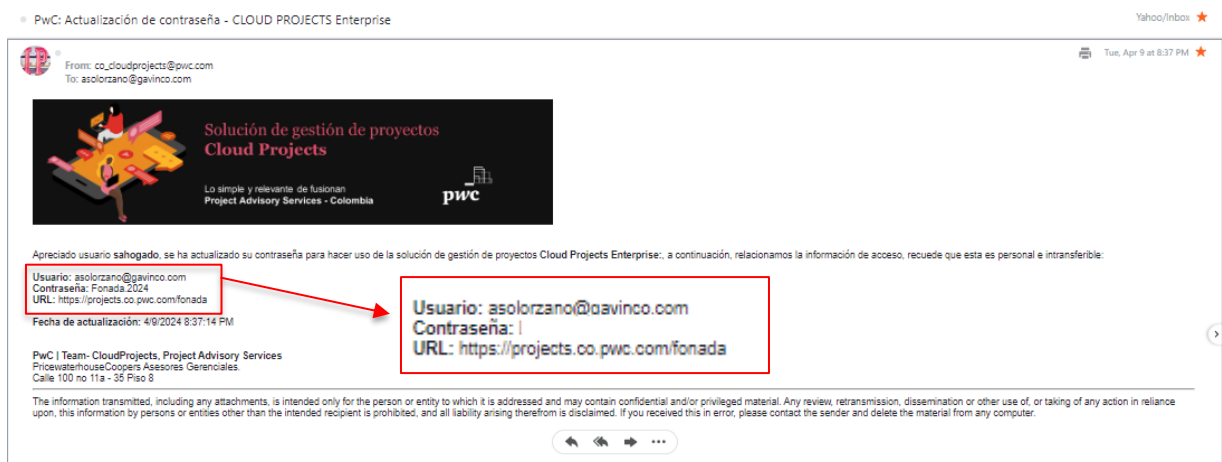 PwC: Actualización de contraseña - CLOUD PROJECTS Enterprise
Yahoo/Inbox
From: co_cloudprojects@pwc.com
Tue, Apr 9 at 8:37 PM
To: asolorzano@gavinco.com
Solución de gestión de proyectos
Cloud Projects
Lo simple y relevante de fusionan
Project Advisory Services - Colombia
pwc
Apreciado usuario sahogado, se ha actualizado su contraseña para hacer uso de la solución de gestión de proyectos Cloud Projects Enterprise:, a continuación, relacionamos la información de acceso, recuede que esta es personal e intransferible:
Usuario: asolorzano@gavinco.com
Contraseña: Fonada.2024
URL: https://projects.co.pwc.com/fonada
Usuario: asolorzano@gavinco.com
Contraseña:
URL: https://projects.co.pwc.com/fonada
Fecha de actualización: 4/9/2024 8:37:14 PM
PwC | Team- CloudProjects, Project Advisory Services
PricewaterhouseCoopers Asesores Gerenciales.
Calle 100 no 11a - 35 Piso 8
The information transmitted, including any attachments, is intended only for the person or entity to which it is addressed and may contain confidential and/or privileged material. Any review, retransmission, dissemination or other use of, or taking of any action in reliance
upon, this information by persons or entities other than the intended recipient is prohibited, and all liability arising therefrom is disclaimed. If you received this in error, please contact the sender and delete the material from any computer.